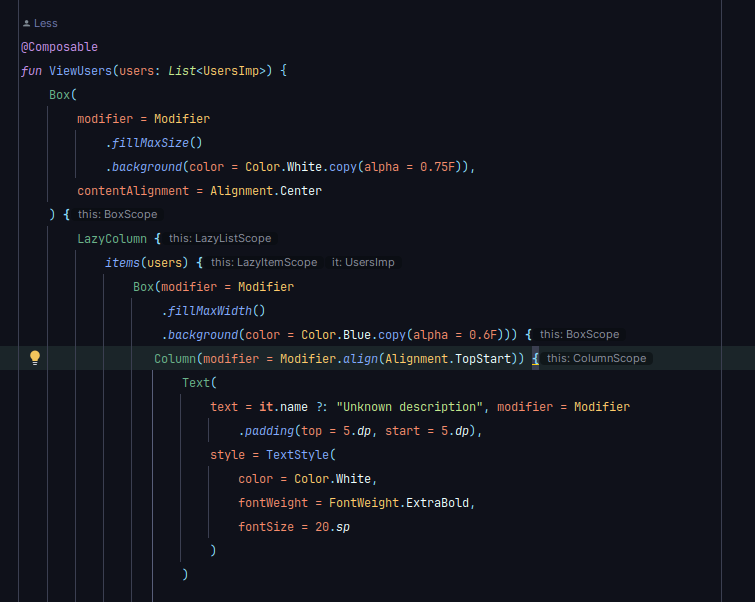 Less
@Composable
fun ViewUsers(users: List<UsersImp>) {
    Box(
        modifier = Modifier
            .fillMaxSize()
            .background(color = Color.White.copy(alpha = 0.75F)),
        contentAlignment = Alignment.Center
    ) { this: BoxScope
        LazyColumn { this: LazyListScope
            items(users) { this: LazyItemScope it: UsersImp
                Box(modifier = Modifier
                    .fillMaxWidth()
                    .background(color = Color.Blue.copy(alpha = 0.6F))) { this: BoxScope
                   Column(modifier = Modifier.align(Alignment.TopStart)) { this: ColumnScope
                       Text(
                           text = it.name ?: "Unknown description", modifier = Modifier
                               .padding(top = 5.dp, start = 5.dp),
                           style = TextStyle(
                               color = Color.White,
                               fontWeight = FontWeight.ExtraBold,
                               fontSize = 20.sp
                           )
                       )